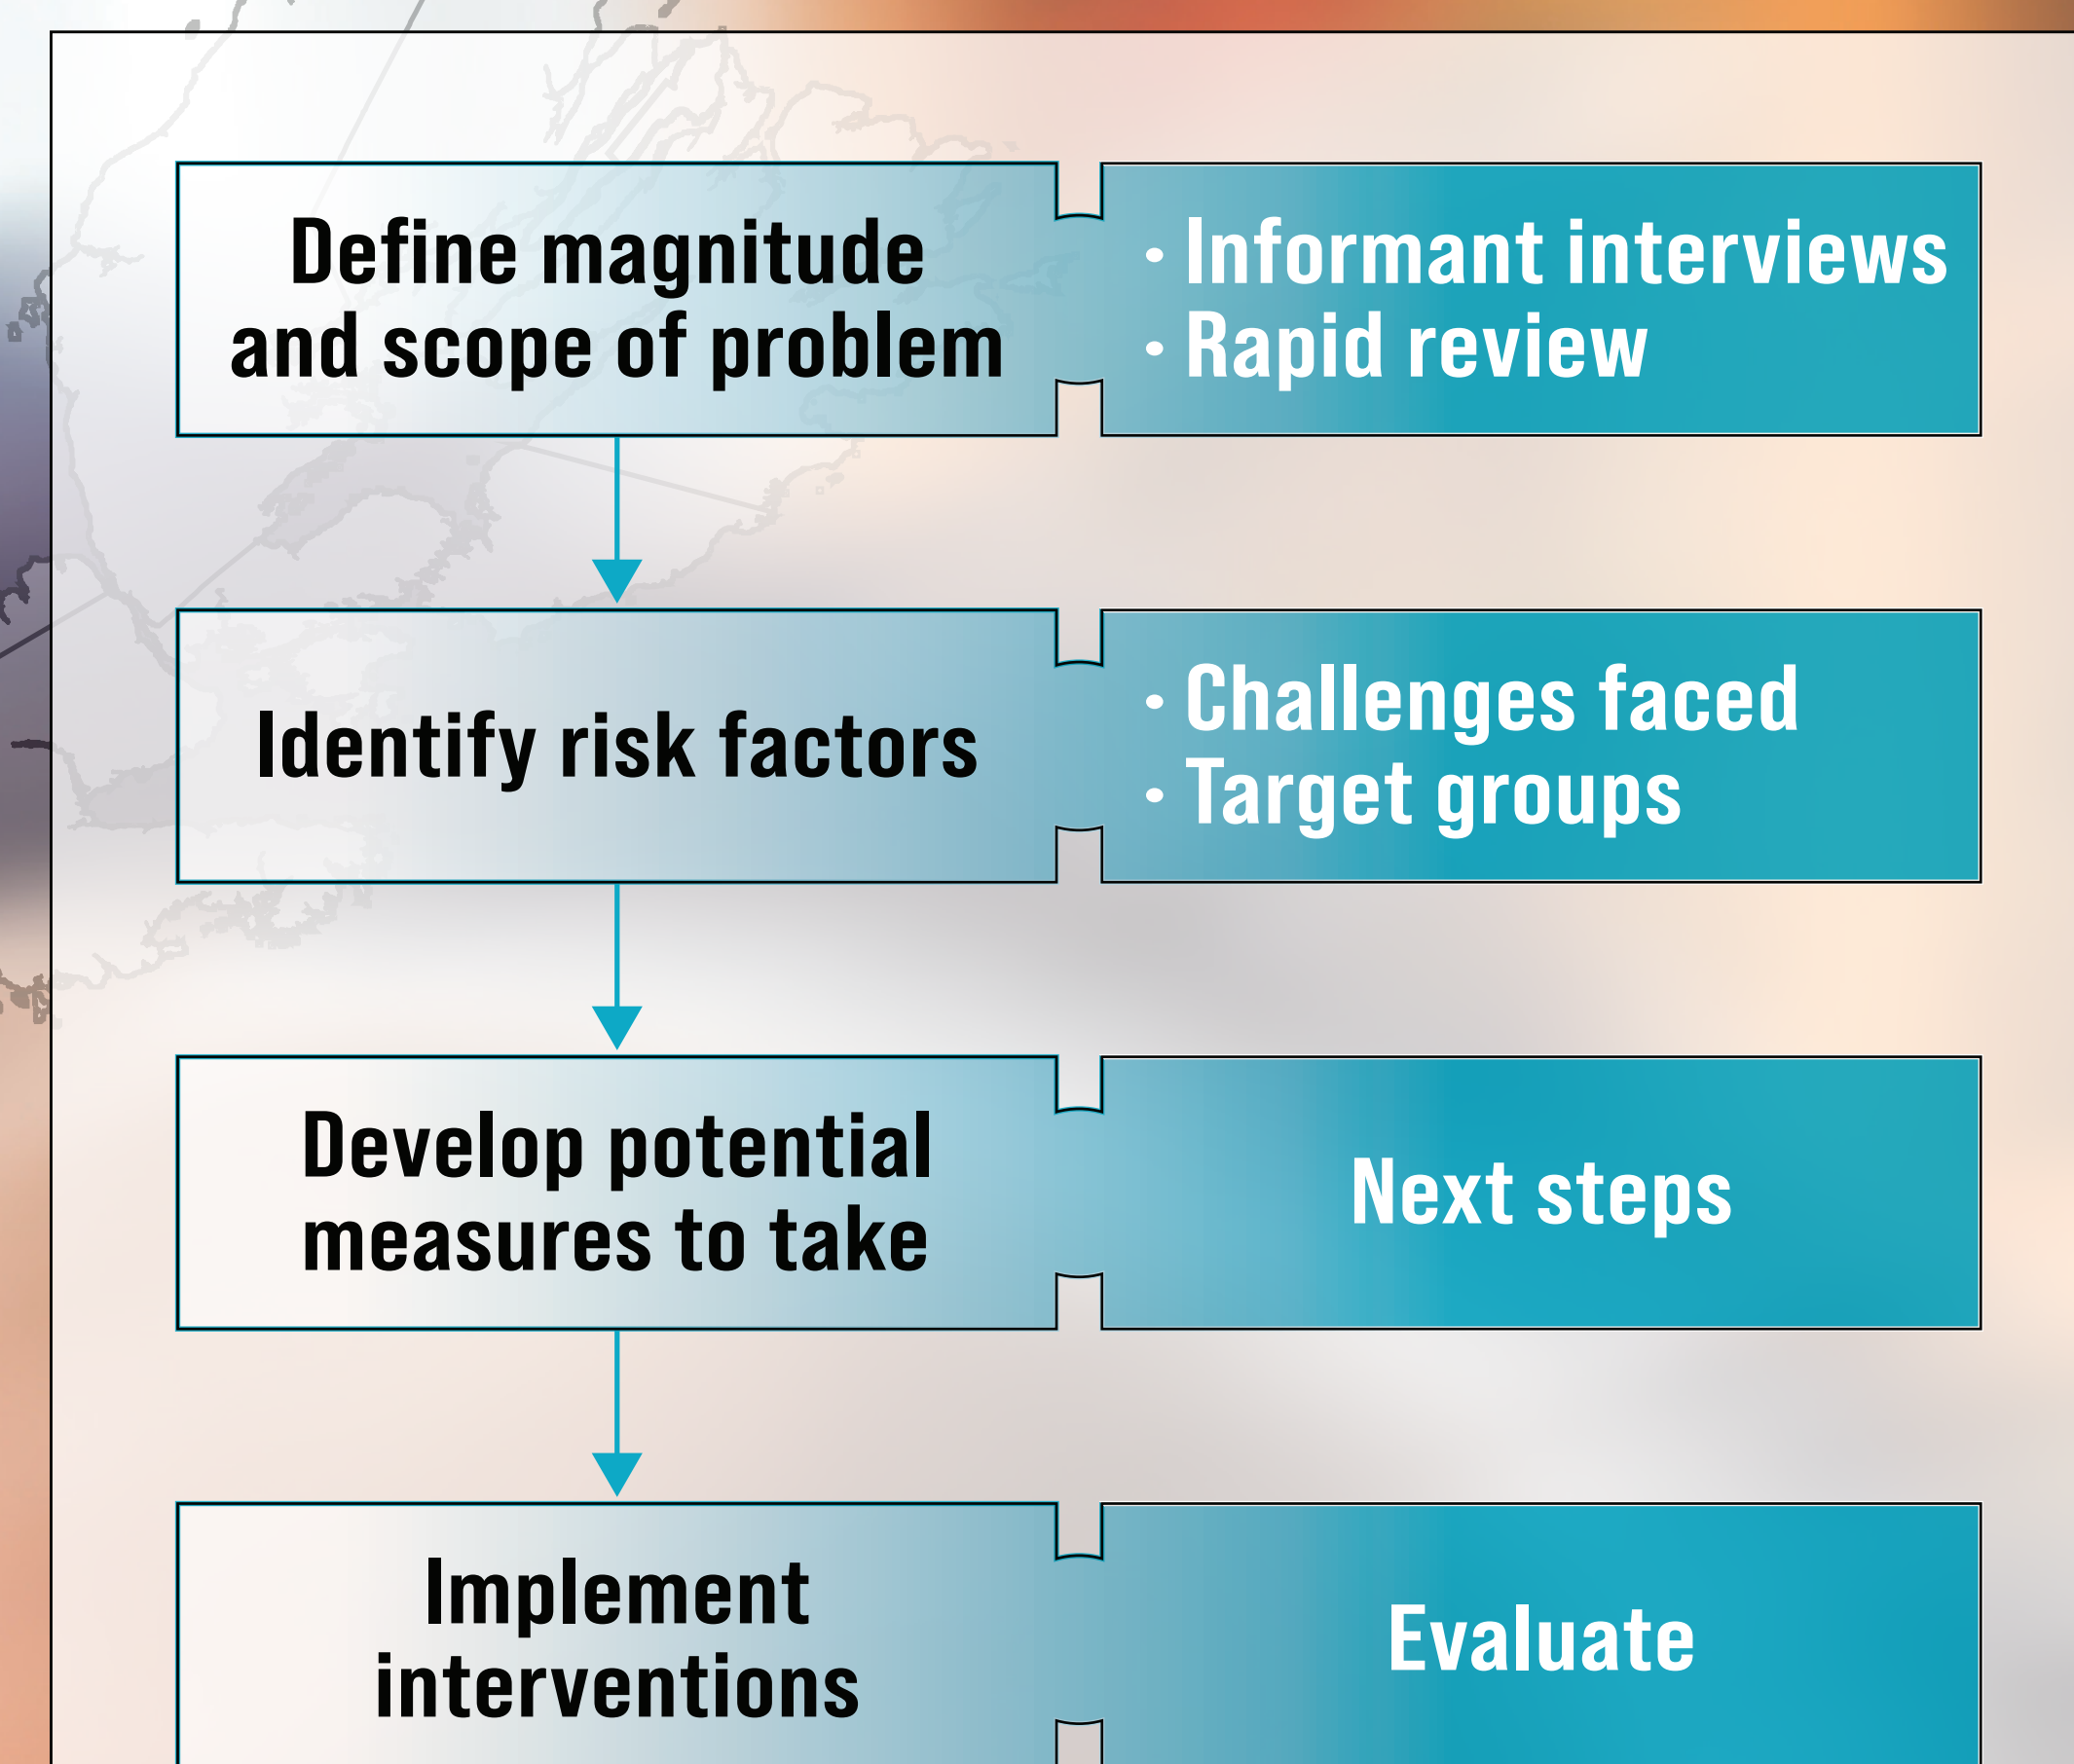 Define magnitude
and scope of problem
• Informant interviews
• Rapid review
Identify risk factors
• Challenges faced
• Target groups
Develop potential
measures to take
Next steps
Implement
interventions
Evaluate